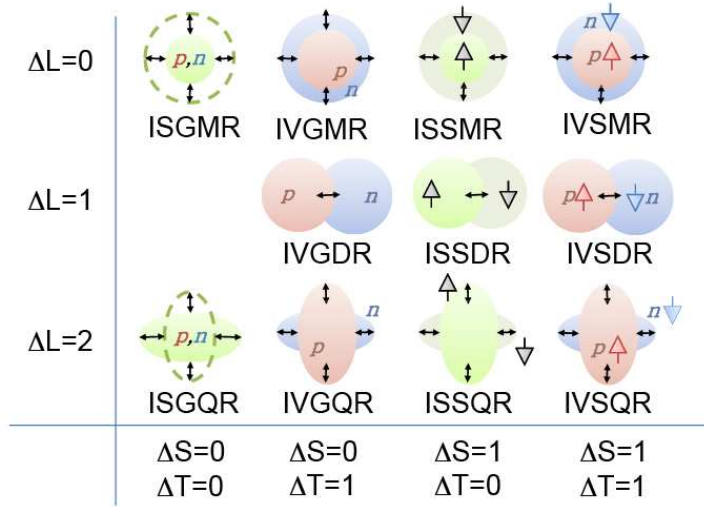 ΔL=0
p,n
p
n
n
p
ISGMR IVGMR ISSMR IVSMR
ΔL=1
p
n
p
n
IVGDR ISSDR IVSDR
ΔL=2
p,n
n
p
n
p
ISGQR IVGQR ISSQR IVSQR
ΔS=0 ΔS=0 ΔS=1 ΔS=1
ΔT=0 ΔT=1 ΔT=0 ΔT=1